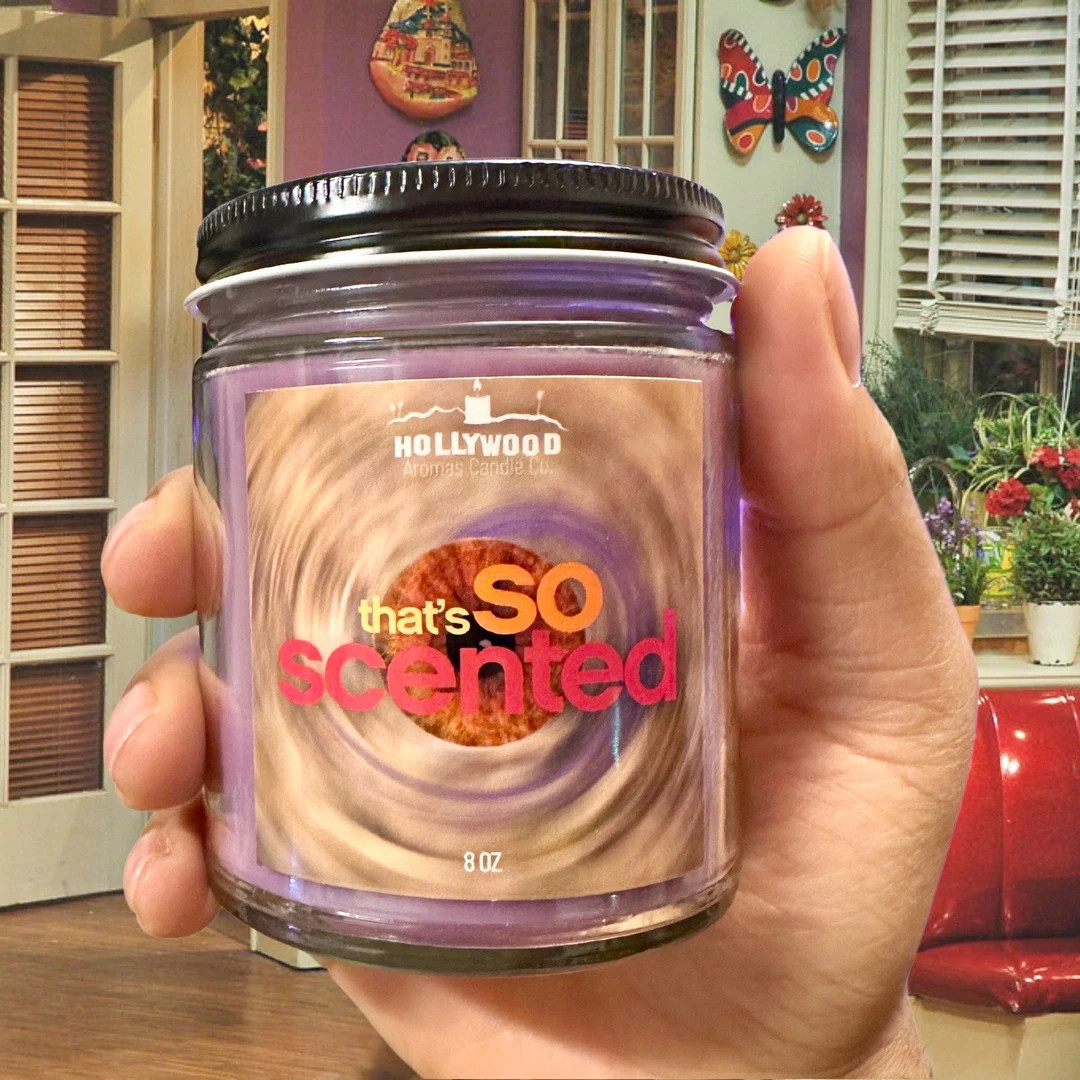 HOLLYWOOD
Aromas Candle Co.
that's so
scented
8 OZ